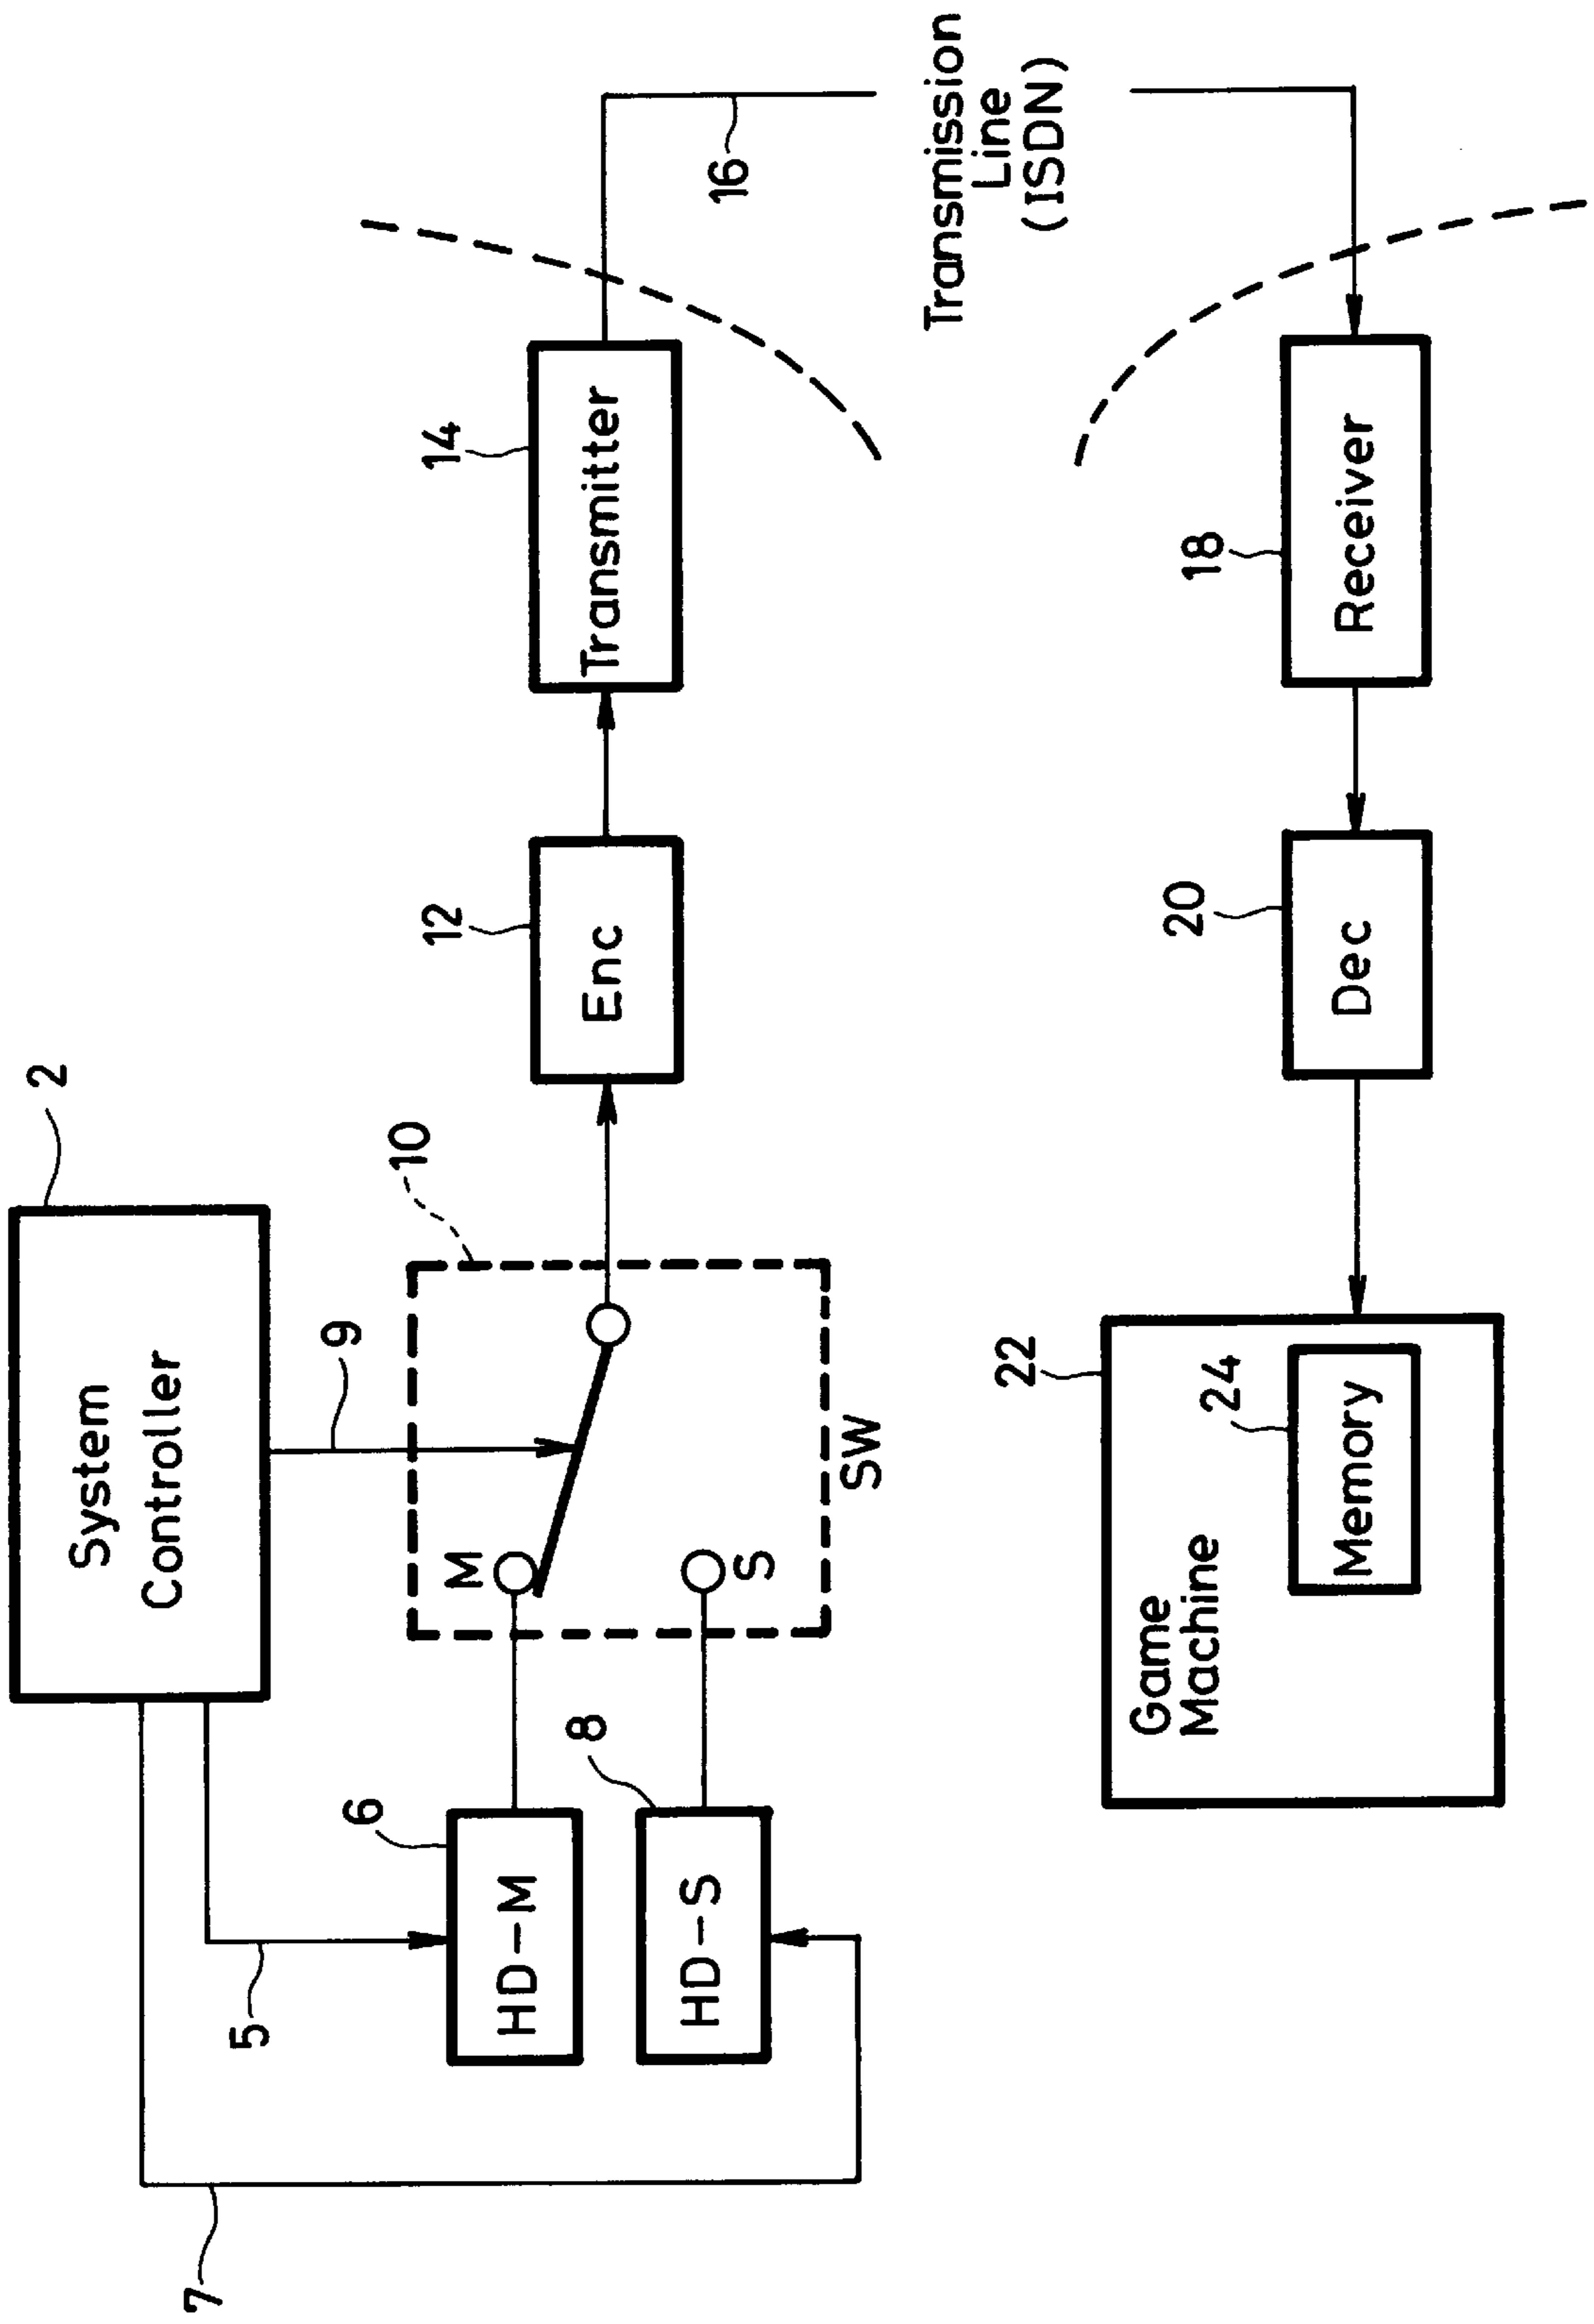 2
System
Controller
7
5
9
6
HD-M
8
HD-S
10
M
S
SW
12
Enc
14
Transmitter
16
Transmission
Line
(ISDN)
22
Game
Machine
24
Memory
20
Dec
18
Receiver